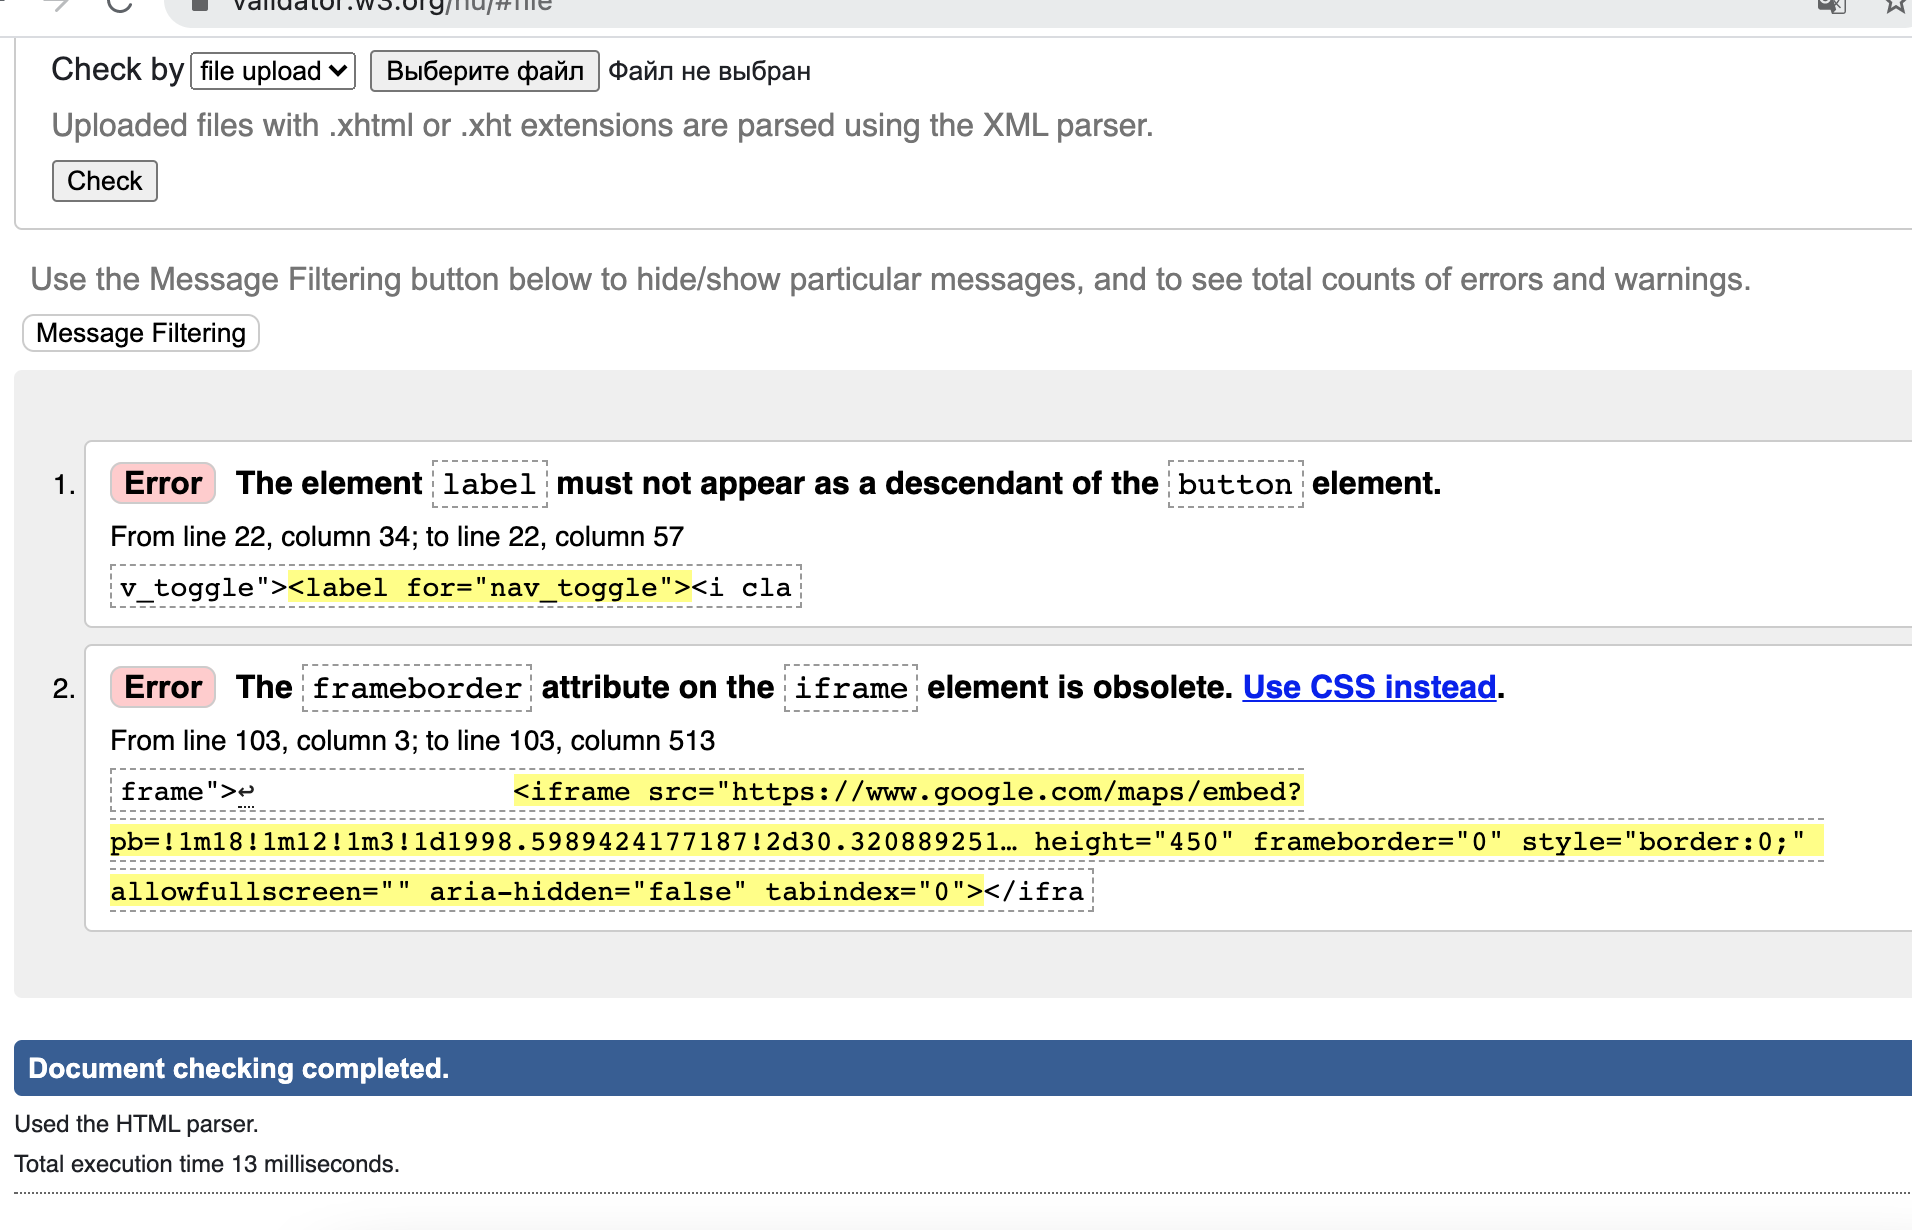 validator.w3.org/nu/#file
Check by file upload Выберите файл Файл не выбран
Uploaded files with .xhtml or .xht extensions are parsed using the XML parser.
Check
Use the Message Filtering button below to hide/show particular messages, and to see total counts of errors and warnings.
Message Filtering
1. Error The element label must not appear as a descendant of the button element.
From line 22, column 34; to line 22, column 57
v_toggle"><label for="nav_toggle"><i cla
2. Error The frameborder attribute on the iframe element is obsolete. Use CSS instead.
From line 103, column 3; to line 103, column 513
frame">↩ <iframe src="https://www.google.com/maps/embed?
pb=!1m18!1m12!1m3!1d1998.5989424177187!2d30.320889251… height="450" frameborder="0" style="border:0;"
allowfullscreen="" aria-hidden="false" tabindex="0"></ifra
Document checking completed.
Used the HTML parser.
Total execution time 13 milliseconds.